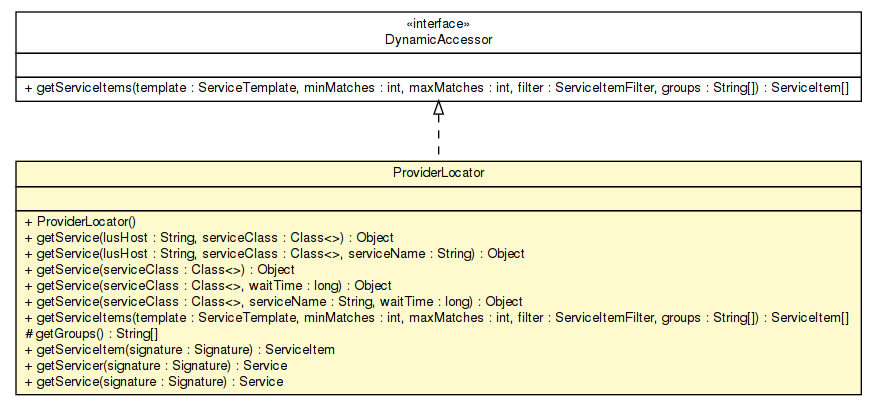 «interface»
DynamicAccessor
+ getServiceItems(template : ServiceTemplate, minMatches : int, maxMatches : int, filter : ServiceItemFilter, groups : String[]) : ServiceItem[]
ProviderLocator
+ ProviderLocator()
+ getService(lusHost : String, serviceClass : Class<>) : Object
+ getService(lusHost : String, serviceClass : Class<>, serviceName : String) : Object
+ getService(serviceClass : Class<>) : Object
+ getService(serviceClass : Class<>, waitTime : long) : Object
+ getService(serviceClass : Class<>, serviceName : String, waitTime : long) : Object
+ getServiceItems(template : ServiceTemplate, minMatches : int, maxMatches : int, filter : ServiceItemFilter, groups : String[]) : ServiceItem[]
# getGroups() : String[]
+ getServiceItem(signature : Signature) : ServiceItem
+ getServicer(signature : Signature) : Service
+ getService(signature : Signature) : Service